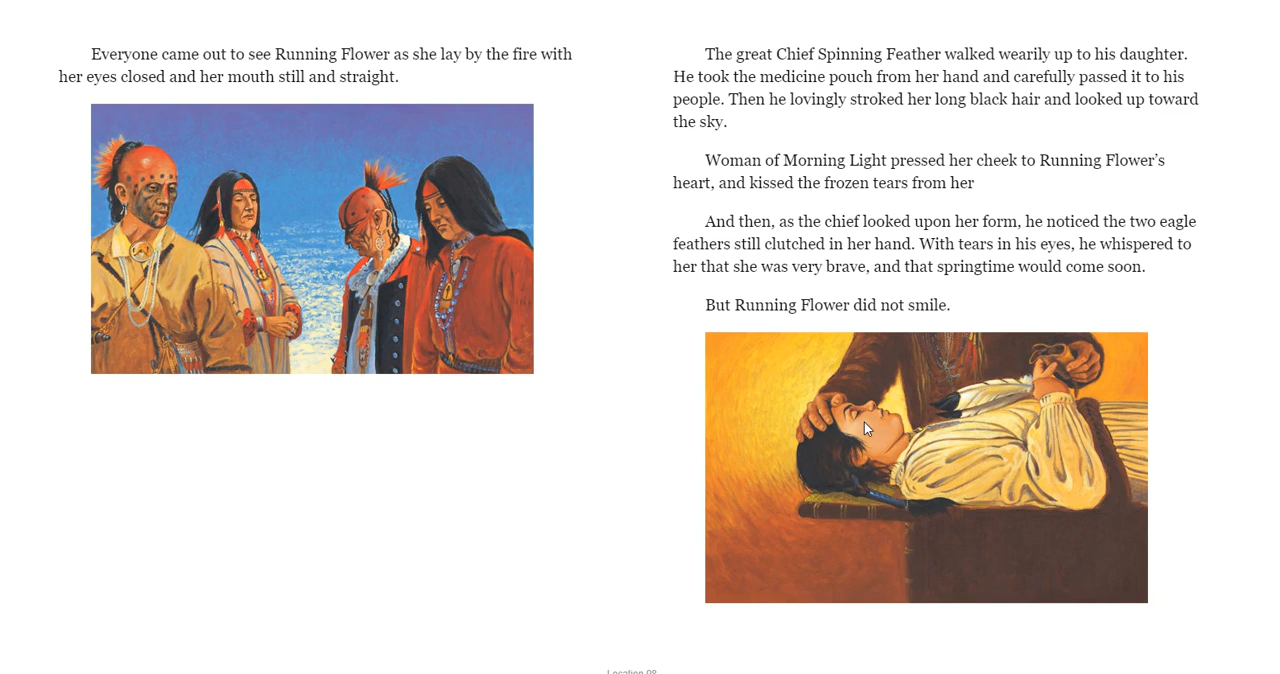 Everyone came out to see Running Flower as she lay by the fire with
her eyes closed and her mouth still and straight.
The great Chief Spinning Feather walked wearily up to his daughter.
He took the medicine pouch from her hand and carefully passed it to his
people. Then he lovingly stroked her long black hair and looked up toward
the sky.
Woman of Morning Light pressed her cheek to Running Flower’s
heart, and kissed the frozen tears from her
And then, as the chief looked upon her form, he noticed the two eagle
feathers still clutched in her hand. With tears in his eyes, he whispered to
her that she was very brave, and that springtime would come soon.
But Running Flower did not smile.
Location 98